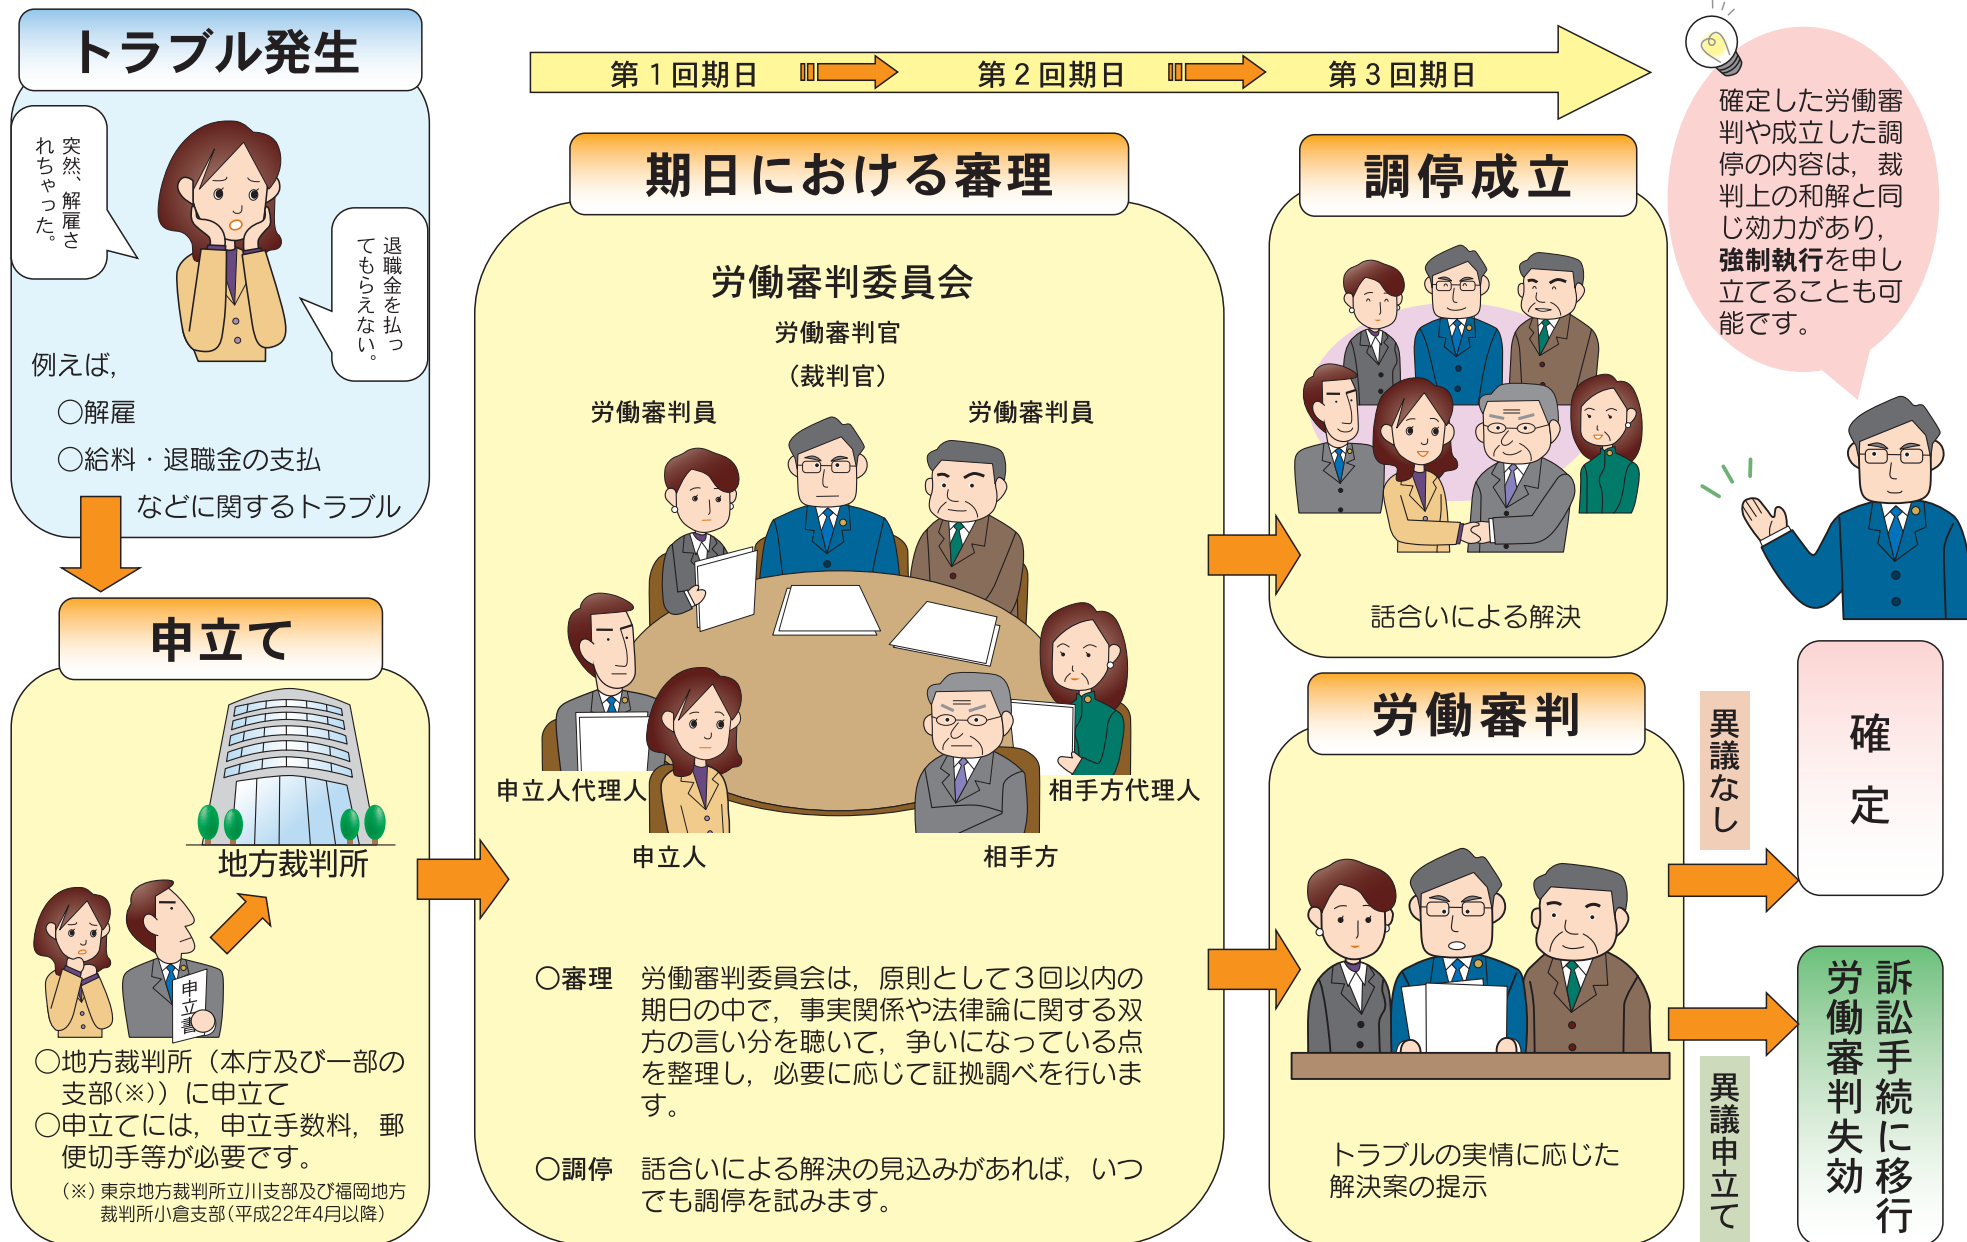 トラブル発生
突然、解雇さ
れちゃった。
退職金を払っ
てもらえない。
例えば，
○解雇
○給料・退職金の支払
などに関するトラブル
申立て
地方裁判所
申立書
○地方裁判所（本庁及び一部の
支部(※)）に申立て
○申立てには，申立手数料，郵
便切手等が必要です。
（※）東京地方裁判所立川支部及び福岡地方
裁判所小倉支部(平成22年4月以降)
第１回期日
第２回期日
第３回期日
期日における審理
労働審判委員会
労働審判官
（裁判官）
労働審判員
労働審判員
申立人代理人
相手方代理人
申立人
相手方
○審理　労働審判委員会は，原則として３回以内の
期日の中で，事実関係や法律論に関する双
方の言い分を聴いて，争いになっている点
を整理し，必要に応じて証拠調べを行いま
す。
○調停　話合いによる解決の見込みがあれば，いつ
でも調停を試みます。
調停成立
話合いによる解決
労働審判
トラブルの実情に応じた
解決案の提示
確定した労働審
判や成立した調
停の内容は，裁
判上の和解と同
じ効力があり，
強制執行を申し
立てることも可
能です。
異議なし
確定
異議申立て
訴訟手続に移行
労働審判失効